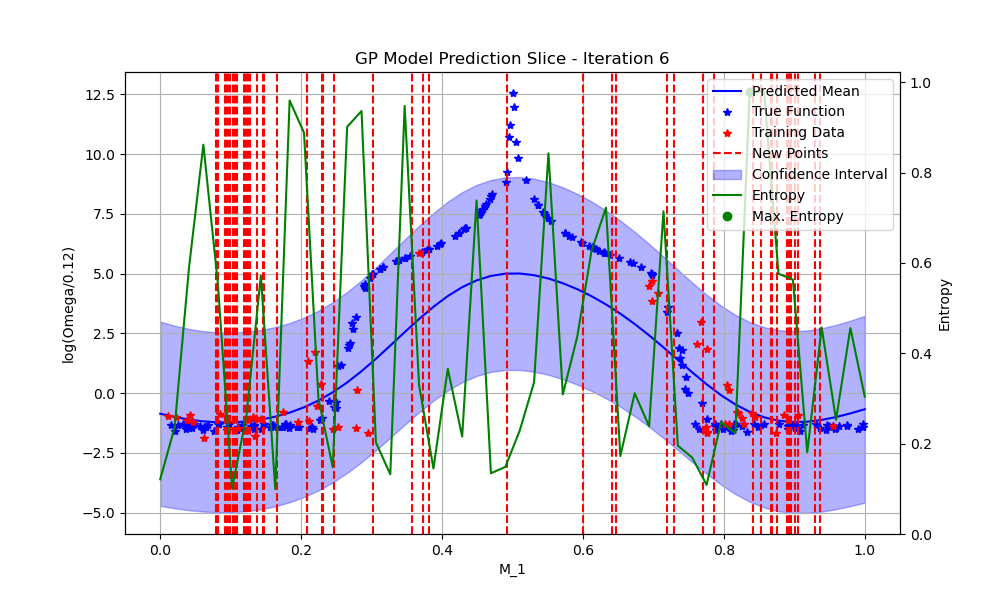 GP Model Prediction Slice - Iteration 6
Predicted Mean
True Function
Training Data
New Points
Confidence Interval
Entropy
Max. Entropy
12.5
10.0
7.5
5.0
2.5
0.0
−2.5
−5.0
log(Omega/0.12)
1.0
0.8
0.6
0.4
0.2
0.0
Entropy
0.0 0.2 0.4 0.6 0.8 1.0
M_1